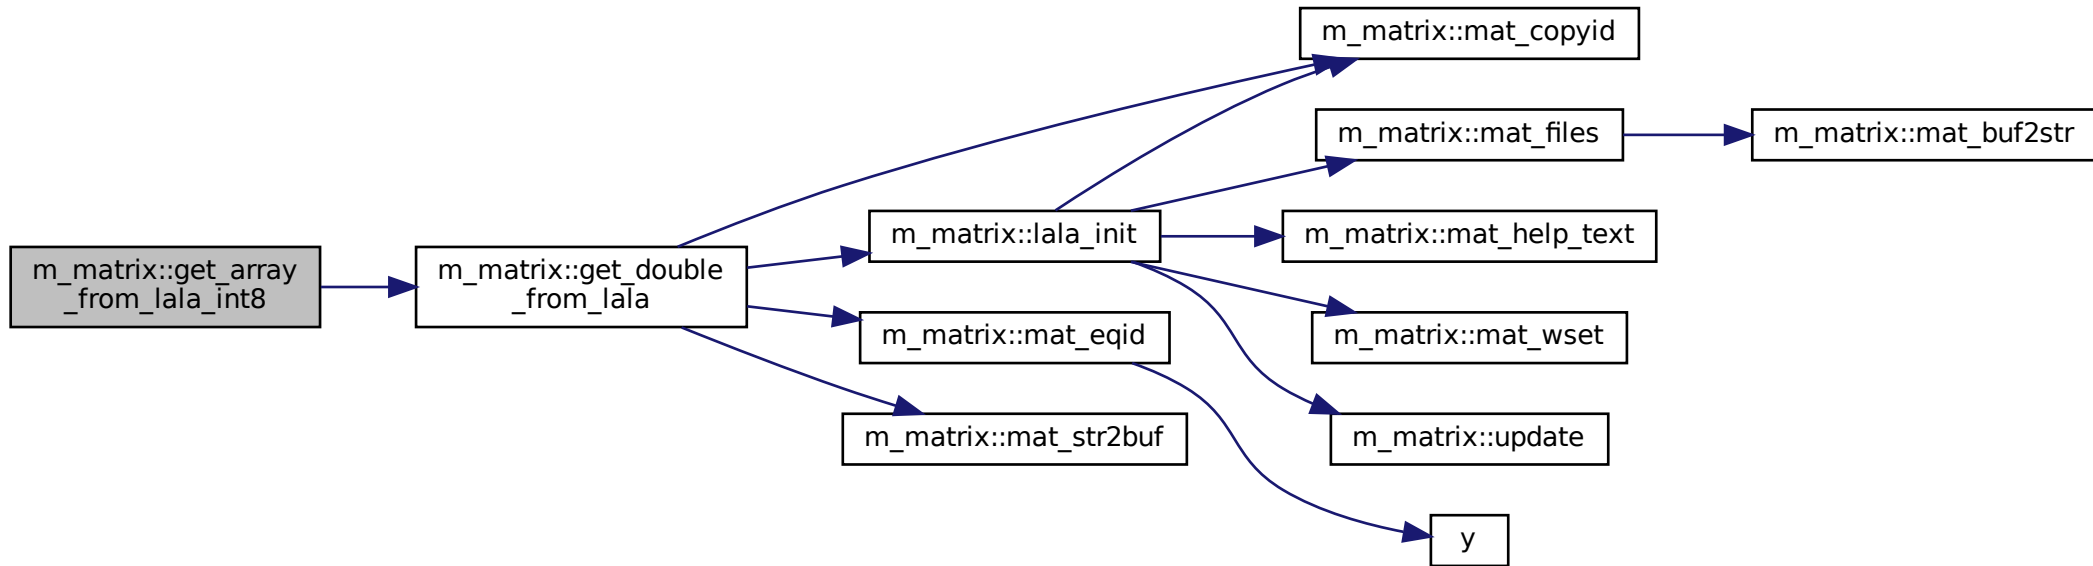 m_matrix::get_array
_from_lala_int8
m_matrix::get_double
_from_lala
m_matrix::mat_copyid
m_matrix::lala_init
m_matrix::mat_files
m_matrix::mat_buf2str
m_matrix::mat_help_text
m_matrix::mat_wset
m_matrix::update
m_matrix::mat_eqid
m_matrix::mat_str2buf
y